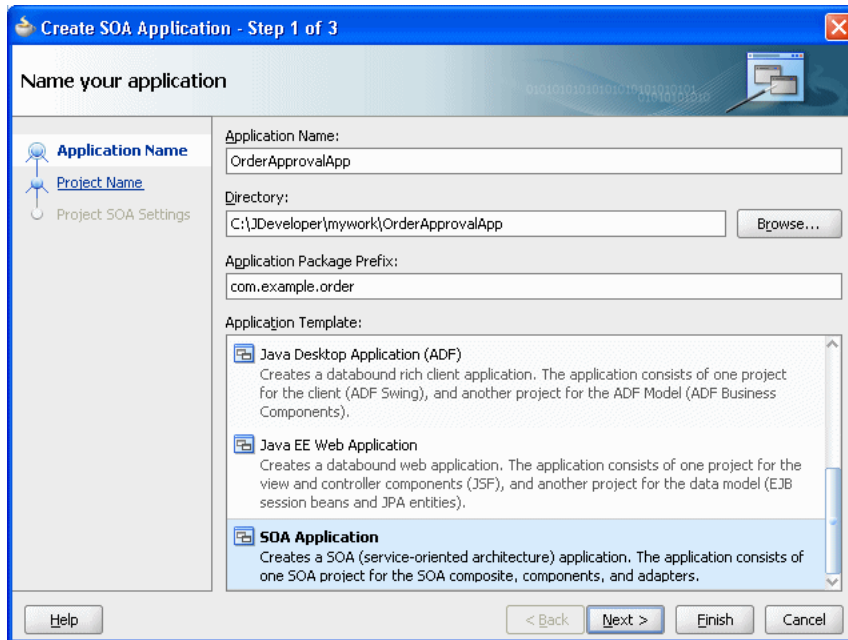 Create SOA Application - Step 1 of 3
Name your application
Application Name
Project Name
Project SOA Settings
Application Name:
OrderApprovalApp
Directory:
C:\JDeveloper\mywork\OrderApprovalApp
Browse...
Application Package Prefix:
com.example.order
Application Template:
Java Desktop Application (ADF)
Creates a databound rich client application. The application consists of one project
for the client (ADF Swing), and another project for the ADF Model (ADF Business
Components).
Java EE Web Application
Creates a databound web application. The application consists of one project for the
view and controller components (JSF), and another project for the data model (EJB
session beans and JPA entities).
SOA Application
Creates a SOA (service-oriented architecture) application. The application consists of
one SOA project for the SOA composite, components, and adapters.
Help
< Back
Next >
Finish
Cancel